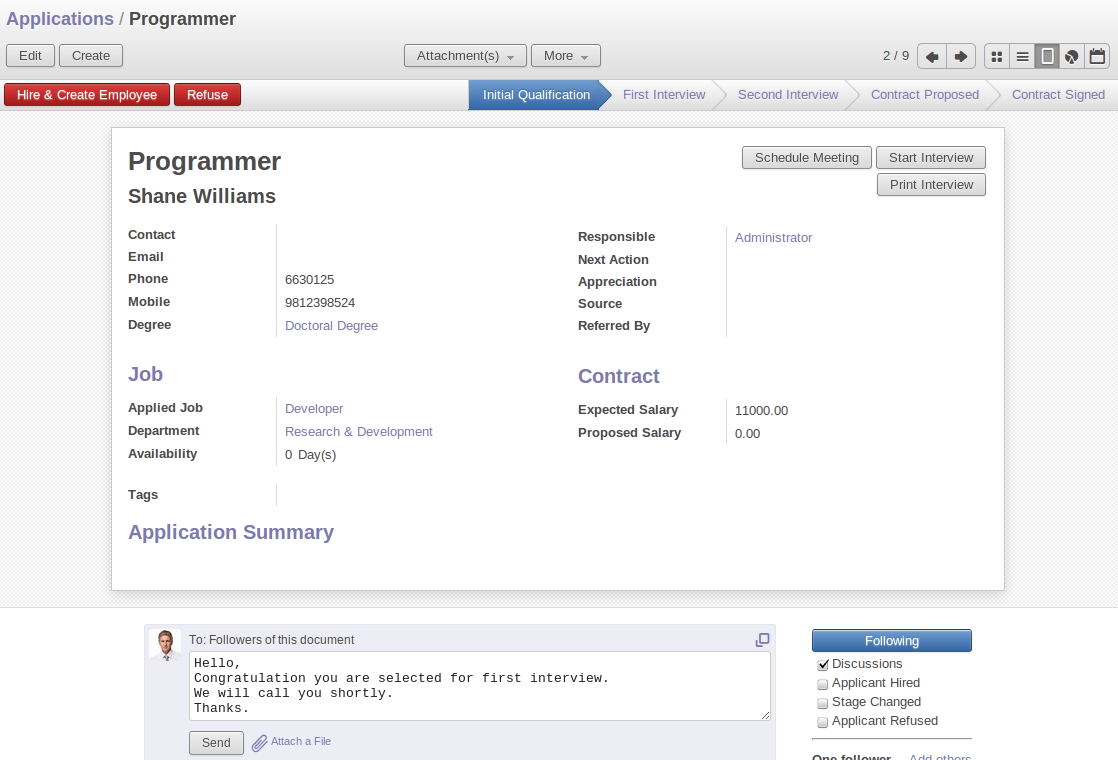 Applications / Programmer
Edit Create Attachment(s) More 2 / 9
Hire & Create Employee Refuse Initial Qualification First Interview Second Interview Contract Proposed Contract Signed
Programmer
Schedule Meeting Start Interview
Print Interview
Shane Williams
Contact
Email
Phone 6630125
Mobile 9812398524
Degree Doctoral Degree
Responsible Administrator
Next Action
Appreciation
Source
Referred By
Job
Applied Job Developer
Department Research & Development
Availability 0 Day(s)
Contract
Expected Salary 11000.00
Proposed Salary 0.00
Tags
Application Summary
To: Followers of this document
Hello,
Congratulation you are selected for first interview.
We will call you shortly.
Thanks.
Send Attach a File
Following
Discussions
Applicant Hired
Stage Changed
Applicant Refused
One follower Add others